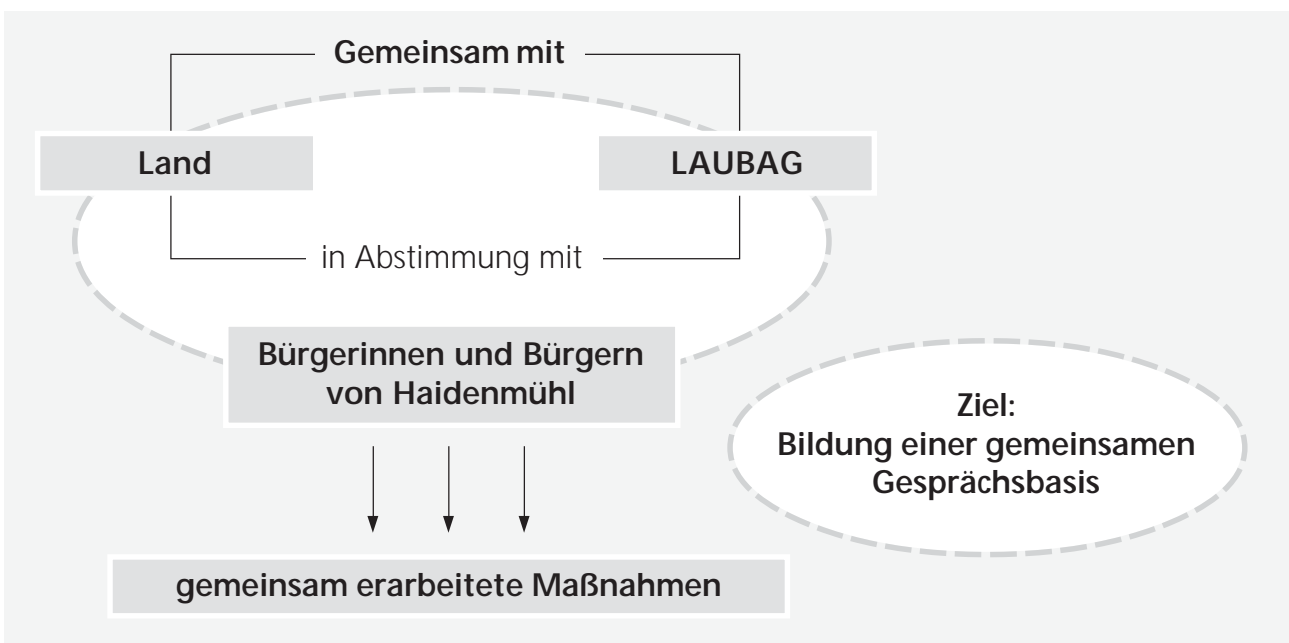 Gemeinsam mit
Land
LAUBAG
in Abstimmung mit
Bürgerinnen und Bürgern
von Haidenmühl
Ziel:
Bildung einer gemeinsamen
Gesprächsbasis
gemeinsam erarbeitete Maßnahmen